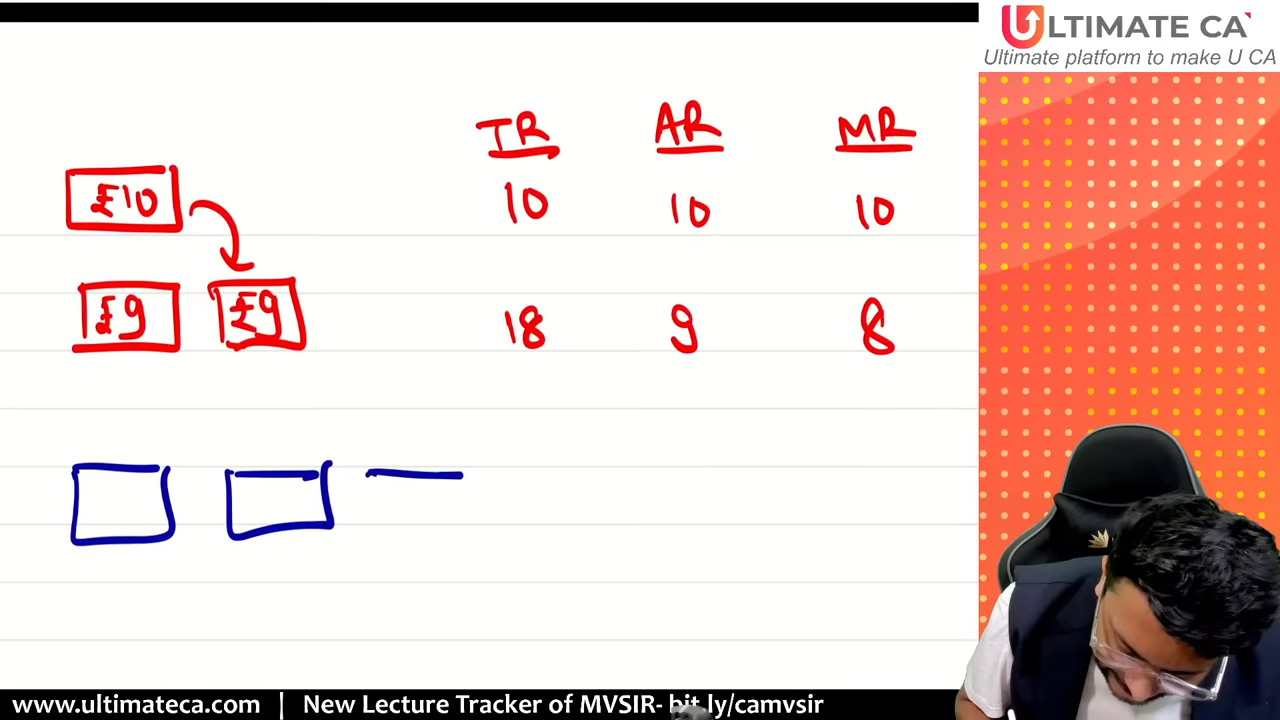 ULTIMATE CA
Ultimate platform to make U CA
TR AR MR
£10 10 10 10
£9 £9 18 9 8
www.ultimateca.com | New Lecture Tracker of MVSIR- bit.ly/camvsir